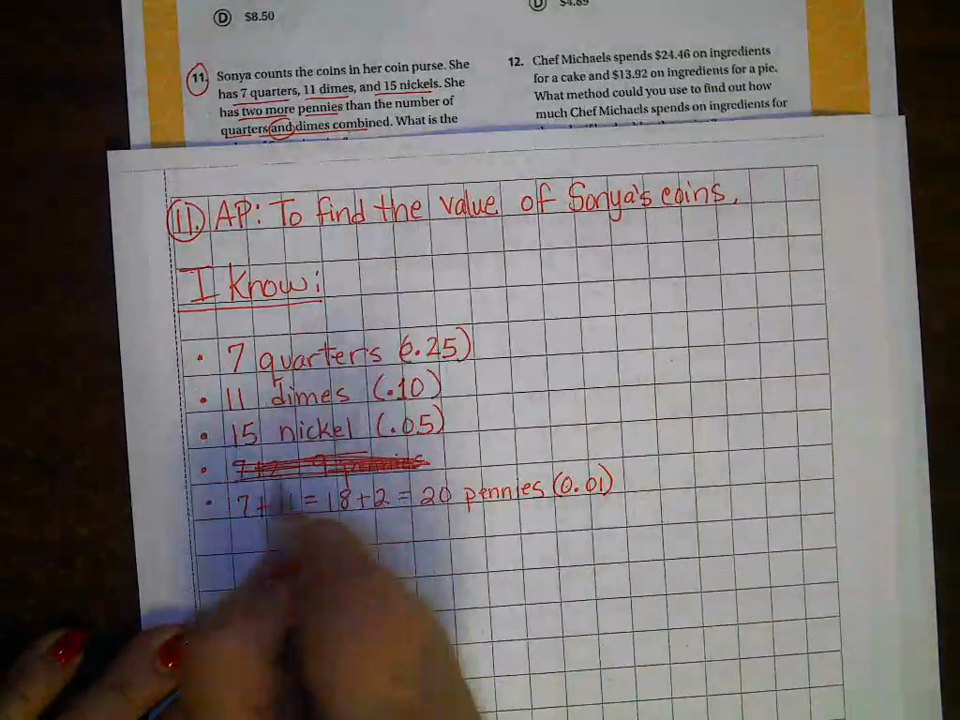 D $8.50
D $4.85
11. Sonya counts the coins in her coin purse. She
has 7 quarters, 11 dimes, and 15 nickels. She
has two more pennies than the number of
quarters and dimes combined. What is the
12. Chef Michaels spends $24.46 on ingredients
for a cake and $13.92 on ingredients for a pie.
What method could you use to find out how
much Chef Michaels spends on ingredients for
11. AP: To find the value of Sonya's coins.
I Know:
• 7 quarters (0.25)
• 11 dimes (.10)
• 15 nickel (.05)
•
• 7+11=18+2=20 pennies (0.01)